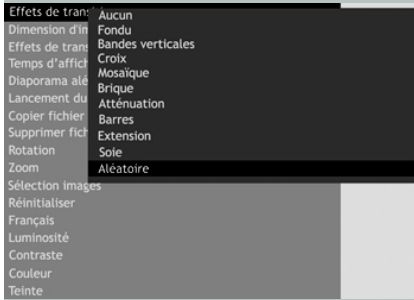 Effets de trans
Dimension d'im
Effets de trans
Temps d'affich
Diaporama alé
Lancement du
Copier fichier
Supprimer fich
Rotation
Zoom
Sélection images
Réinitialiser
Français
Luminosité
Contraste
Couleur
Teinte
Aucun
Fondu
Bandes verticales
Croix
Mosaïque
Brique
Atténuation
Barres
Extension
Soie
Aléatoire